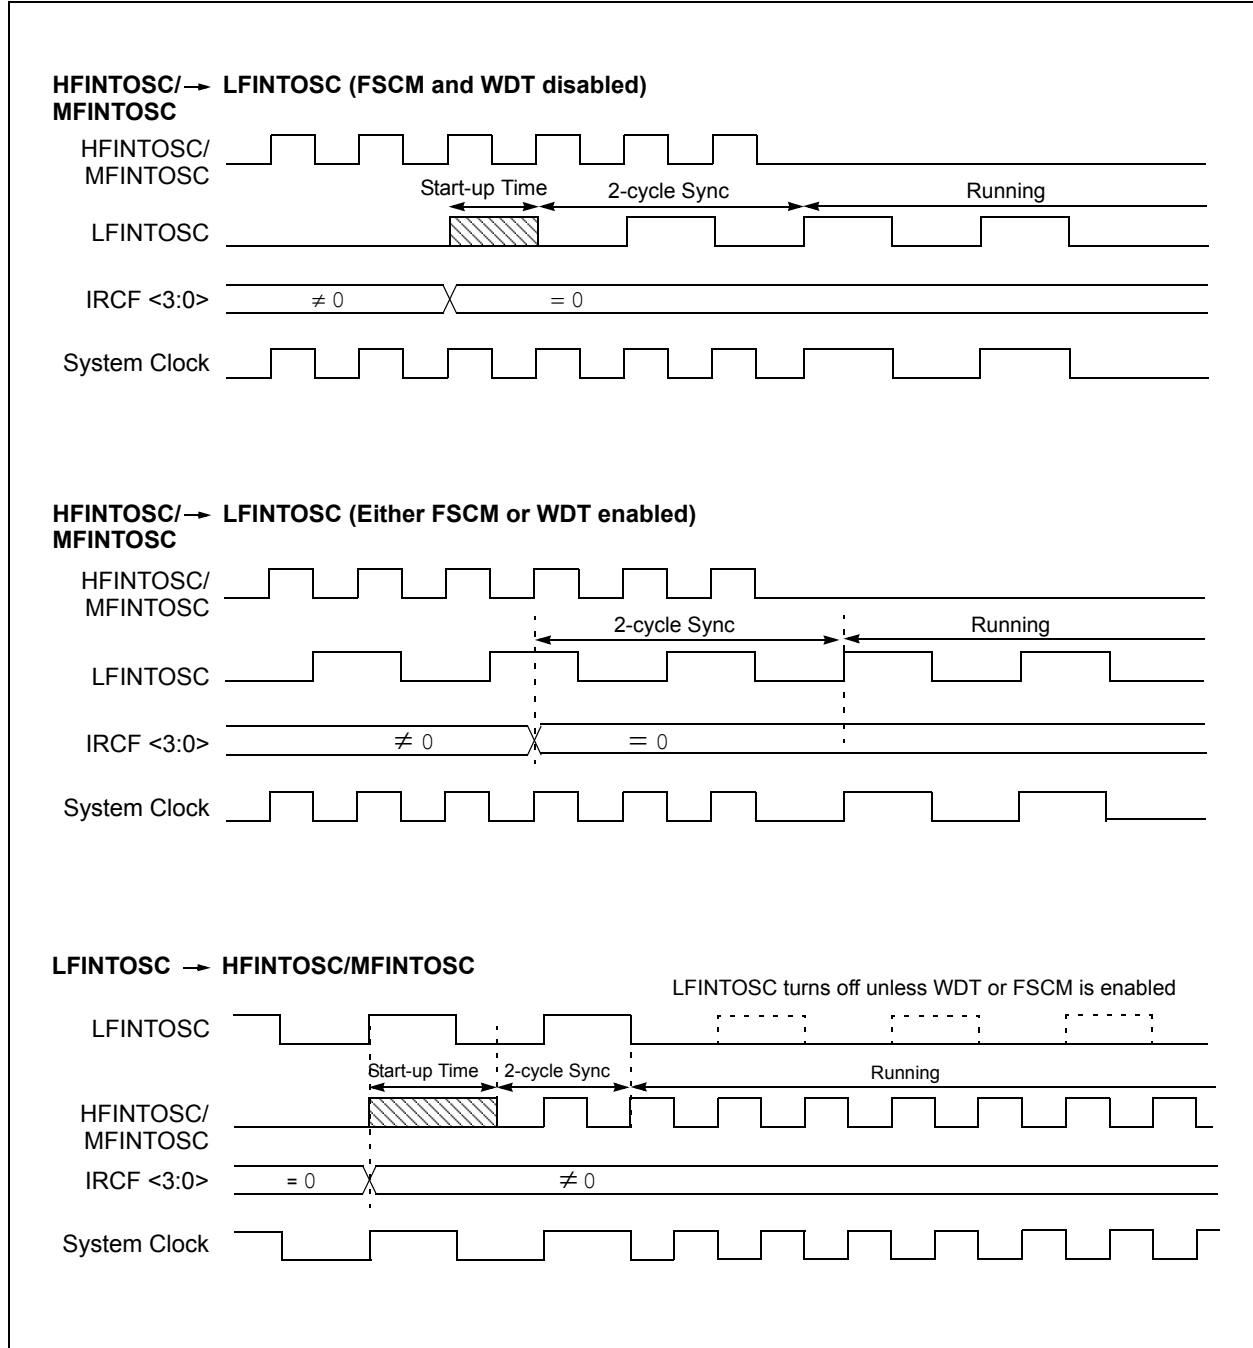 HFINTOSC/→ LFINTOSC (FSCM and WDT disabled)
MFINTOSC
HFINTOSC/
MFINTOSC
Start-up Time 2-cycle Sync Running
LFINTOSC
IRCF <3:0> ≠ 0 = 0
System Clock
HFINTOSC/→ LFINTOSC (Either FSCM or WDT enabled)
MFINTOSC
HFINTOSC/
MFINTOSC
2-cycle Sync Running
LFINTOSC
IRCF <3:0> ≠ 0 = 0
System Clock
LFINTOSC → HFINTOSC/MFINTOSC
LFINTOSC turns off unless WDT or FSCM is enabled
LFINTOSC
Start-up Time 2-cycle Sync Running
HFINTOSC/
MFINTOSC
IRCF <3:0> = 0 ≠ 0
System Clock